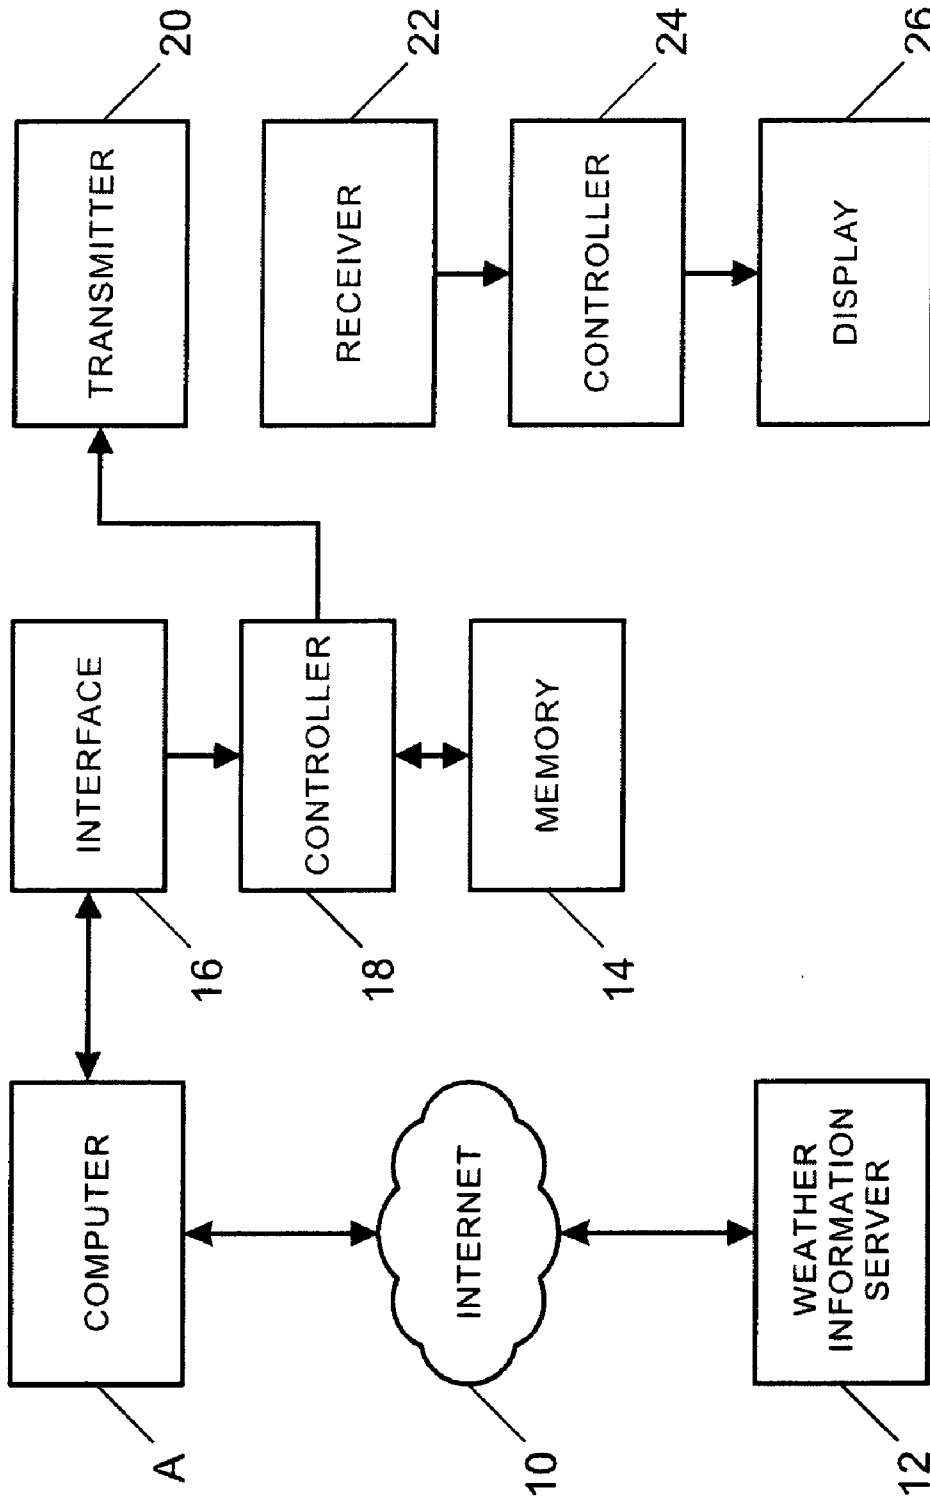 COMPUTER
A
INTERNET
10
WEATHER
INFORMATION
SERVER
12
INTERFACE
16
CONTROLLER
18
MEMORY
14
TRANSMITTER
20
RECEIVER
22
CONTROLLER
24
DISPLAY
26